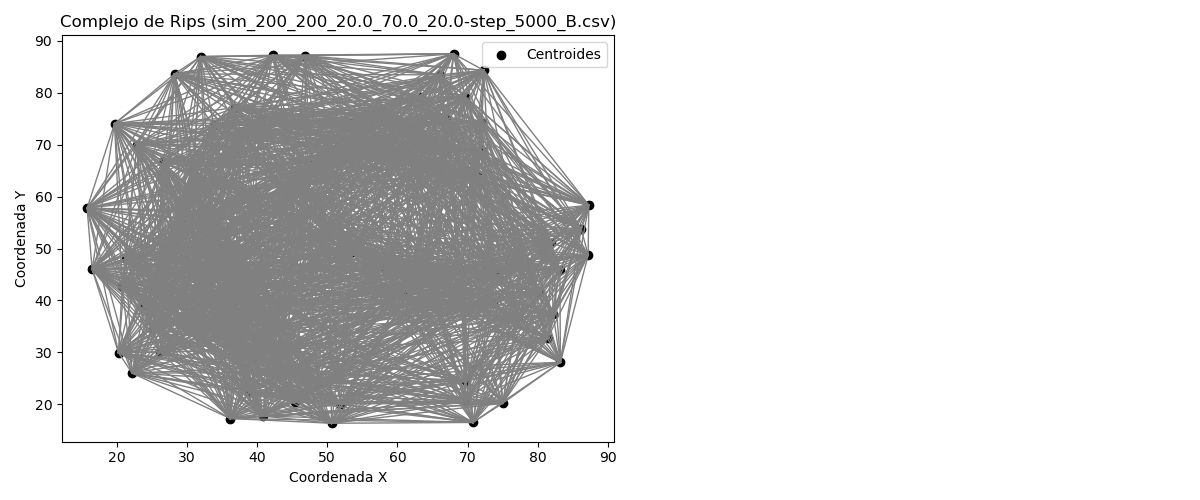 Complejo de Rips (sim_200_200_20.0_70.0_20.0-step_5000_B.csv)
Centroides
Coordenada Y
90
80
70
60
50
40
30
20
20 30 40 50 60 70 80 90
Coordenada X